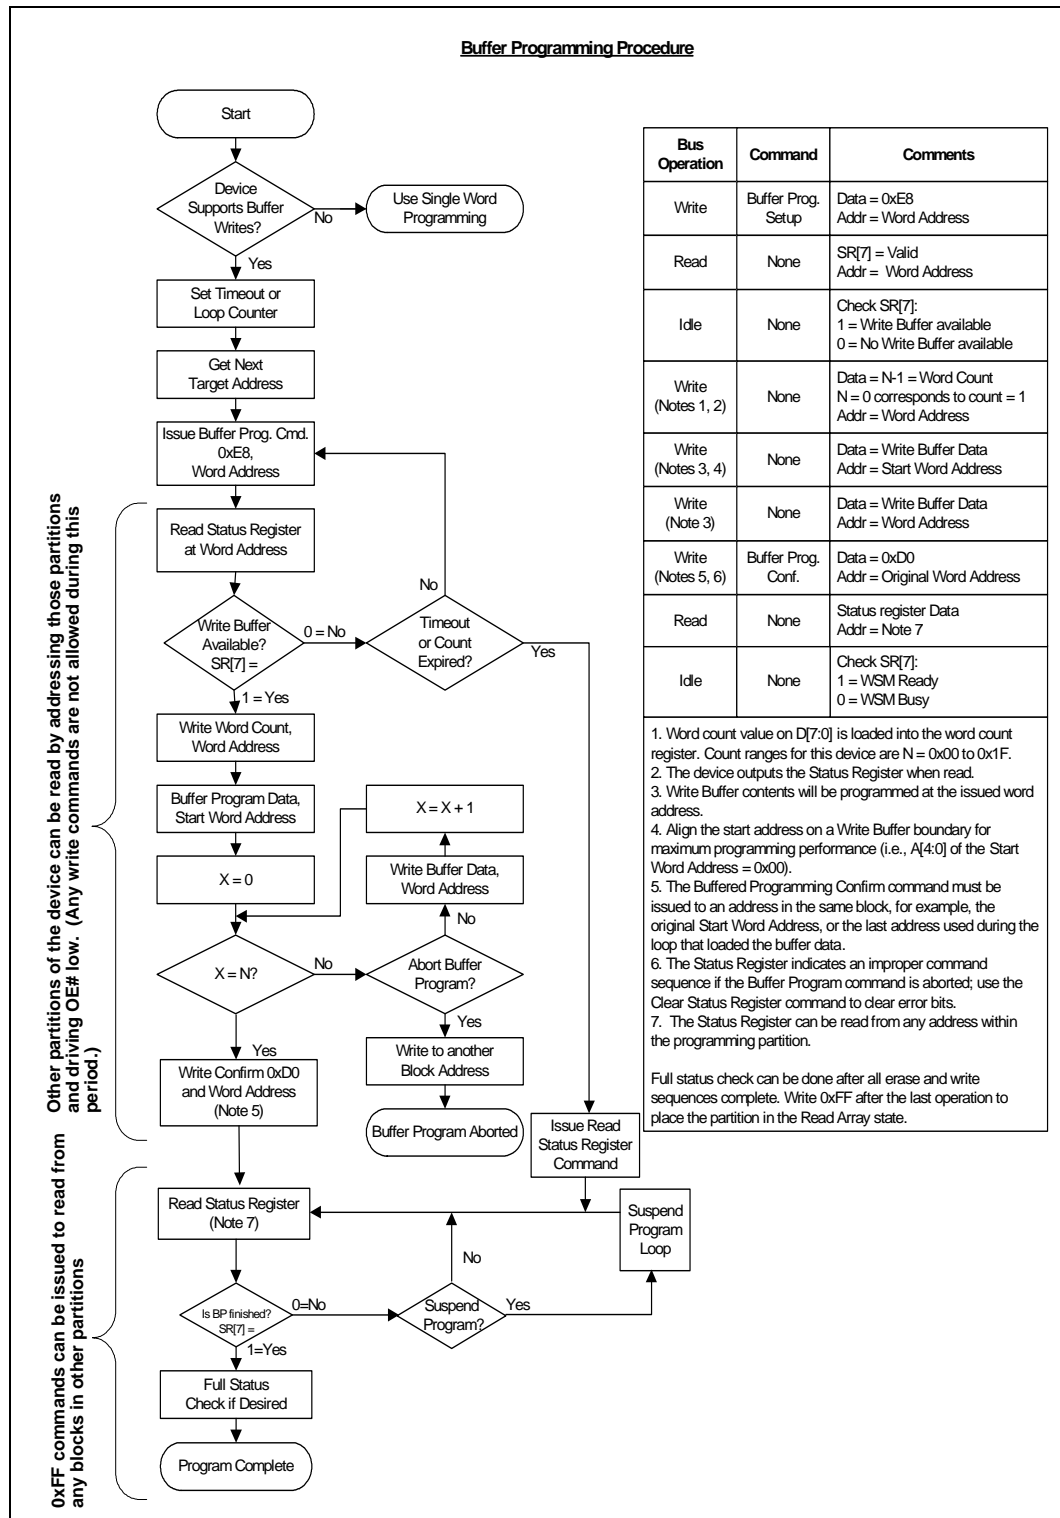 Buffer Programming Procedure
Start
Device
Supports Buffer
Writes?
No
Use Single Word
Programming
Yes
Set Timeout or
Loop Counter
Get Next
Target Address
Issue Buffer Prog. Cmd.
0xE8,
Word Address
Read Status Register
at Word Address
No
Write Buffer
Available?
SR[7] =
0 = No
Timeout
or Count
Expired?
Yes
1 = Yes
Write Word Count,
Word Address
Buffer Program Data,
Start Word Address
X = X + 1
X = 0
Write Buffer Data,
Word Address
No
X = N?
No
Abort Buffer
Program?
Yes
Yes
Write Confirm 0xD0
and Word Address
(Note 5)
Write to another
Block Address
Buffer Program Aborted
Issue Read
Status Register
Command
Read Status Register
(Note 7)
Suspend
Program
Loop
No
Is BP finished?
SR[7] =
0=No
Suspend
Program?
Yes
1=Yes
Full Status
Check if Desired
Program Complete
Other partitions of the device can be read by addressing those partitions
and driving OE# low. (Any write commands are not allowed during this
period.)
0xFF commands can be issued to read from
any blocks in other partitions
Bus
Operation
Command
Comments
Write
Buffer Prog.
Setup
Data = 0xE8
Addr = Word Address
Read
None
SR[7] = Valid
Addr = Word Address
Idle
None
Check SR[7]:
1 = Write Buffer available
0 = No Write Buffer available
Write
(Notes 1, 2)
None
Data = N-1 = Word Count
N = 0 corresponds to count = 1
Addr = Word Address
Write
(Notes 3, 4)
None
Data = Write Buffer Data
Addr = Start Word Address
Write
(Note 3)
None
Data = Write Buffer Data
Addr = Word Address
Write
(Notes 5, 6)
Buffer Prog.
Conf.
Data = 0xD0
Addr = Original Word Address
Read
None
Status register Data
Addr = Note 7
Idle
None
Check SR[7]:
1 = WSM Ready
0 = WSM Busy
1. Word count value on D[7:0] is loaded into the word count
register. Count ranges for this device are N = 0x00 to 0x1F.
2. The device outputs the Status Register when read.
3. Write Buffer contents will be programmed at the issued word
address.
4. Align the start address on a Write Buffer boundary for
maximum programming performance (i.e., A[4:0] of the Start
Word Address = 0x00).
5. The Buffered Programming Confirm command must be
issued to an address in the same block, for example, the
original Start Word Address, or the last address used during the
loop that loaded the buffer data.
6. The Status Register indicates an improper command
sequence if the Buffer Program command is aborted; use the
Clear Status Register command to clear error bits.
7. The Status Register can be read from any address within
the programming partition.
Full status check can be done after all erase and write
sequences complete. Write 0xFF after the last operation to
place the partition in the Read Array state.